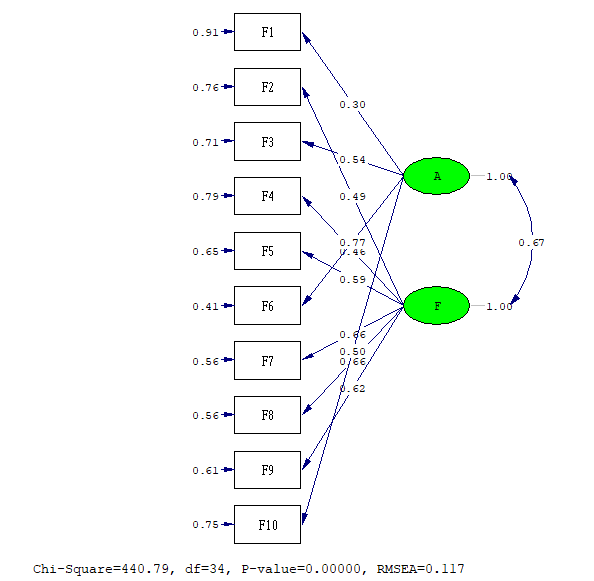 0.91 F1
0.76 F2
0.30
0.71 F3
0.54
A 1.00
0.79 F4
0.49
0.77
0.46
0.67
0.65 F5
0.59
0.41 F6
F 1.00
0.66
0.50
0.66
0.56 F7
0.62
0.56 F8
0.61 F9
0.75 F10
Chi-Square=440.79, df=34, P-value=0.00000, RMSEA=0.117